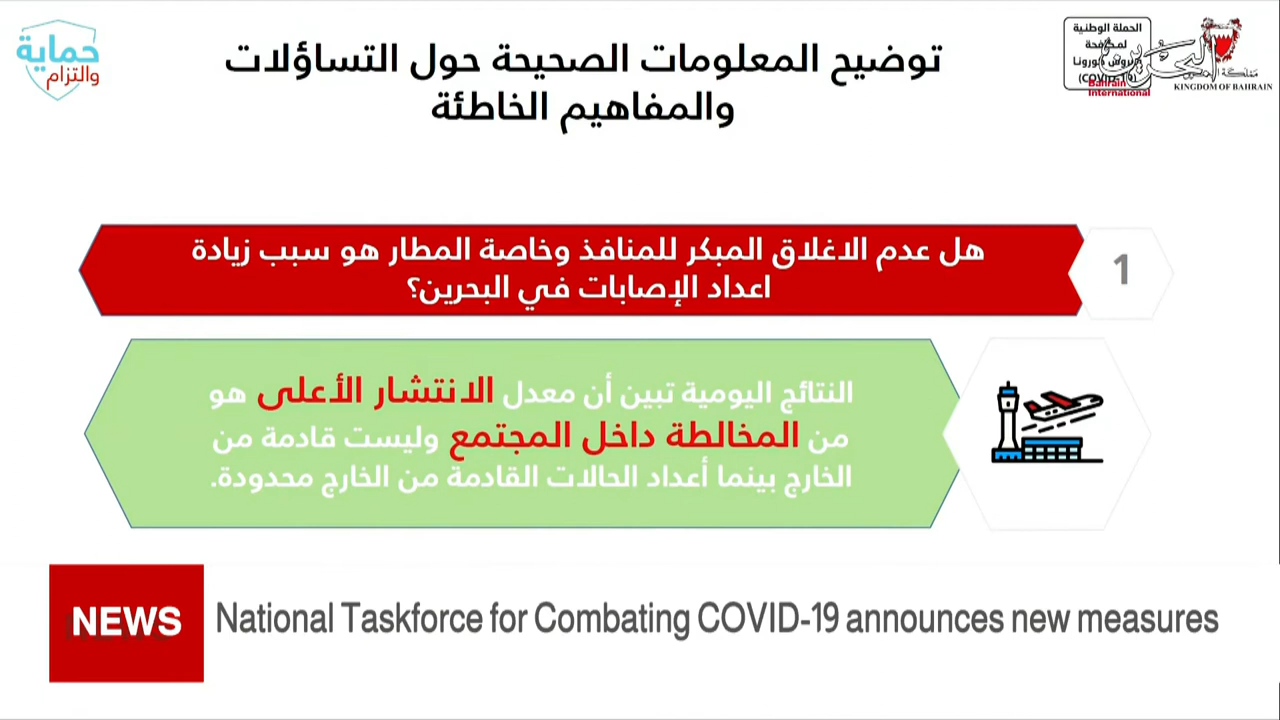 حماية
والتزام
توضيح المعلومات الصحيحة حول التساؤلات
والمفاهيم الخاطئة
الحملة الوطنية
لمكافحة
فيروس كورونا
(COVID-19)
البحرين
Bahrain
International
مملكة البحرين
KINGDOM OF BAHRAIN
1
هل عدم الاغلاق المبكر للمنافذ وخاصة المطار هو سبب زيادة
اعداد الإصابات في البحرين؟
النتائج اليومية تبين أن معدل الانتشار الأعلى هو
من المخالطة داخل المجتمع وليست قادمة من
الخارج بينما أعداد الحالات القادمة من الخارج محدودة.
NEWS
National Taskforce for Combating COVID-19 announces new measures